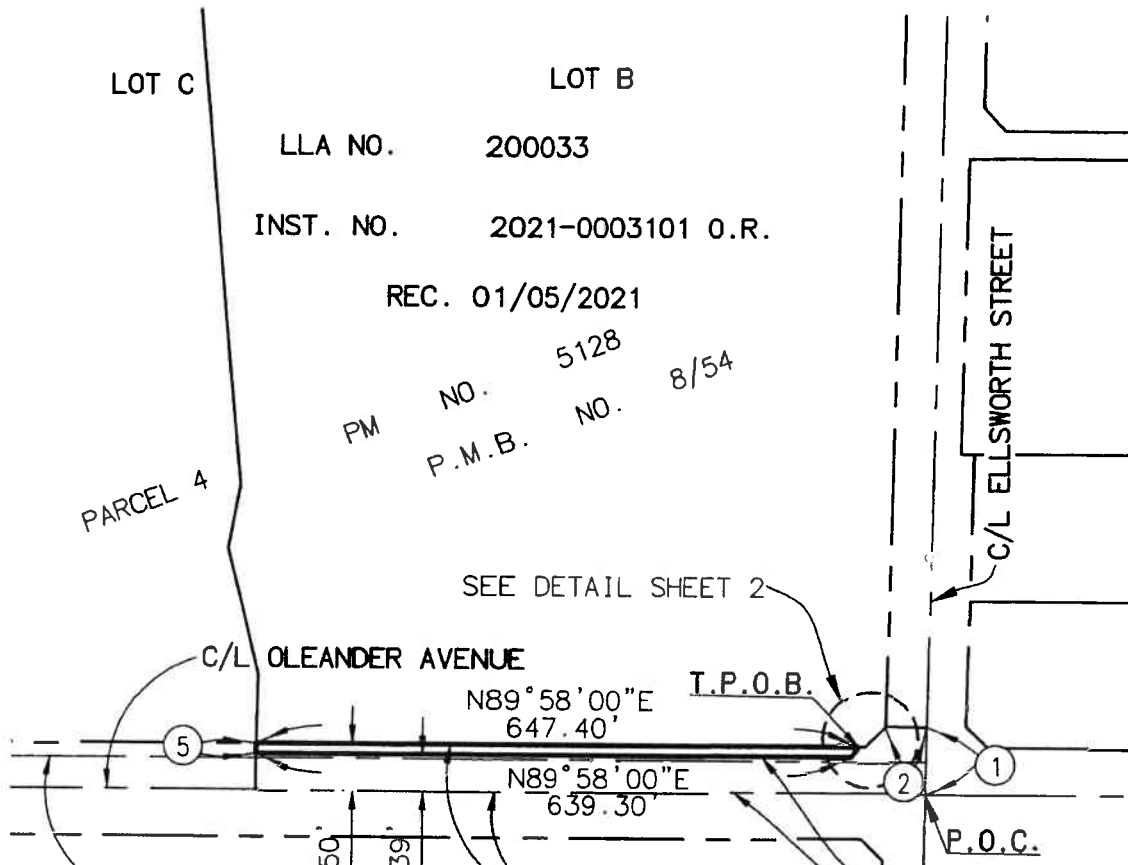 LOT C
LOT B
LLA NO. 200033
INST. NO. 2021-0003101 O.R.
REC. 01/05/2021
PM NO. 5128
P.M.B. NO. 8/54
PARCEL 4
C/L ELLSWORTH STREET
SEE DETAIL SHEET 2
C/L OLEANDER AVENUE
N89°58'00"E
647.40'
T.P.O.B.
5
N89°58'00"E
639.30'
2
1
P.O.C.
50'
39'